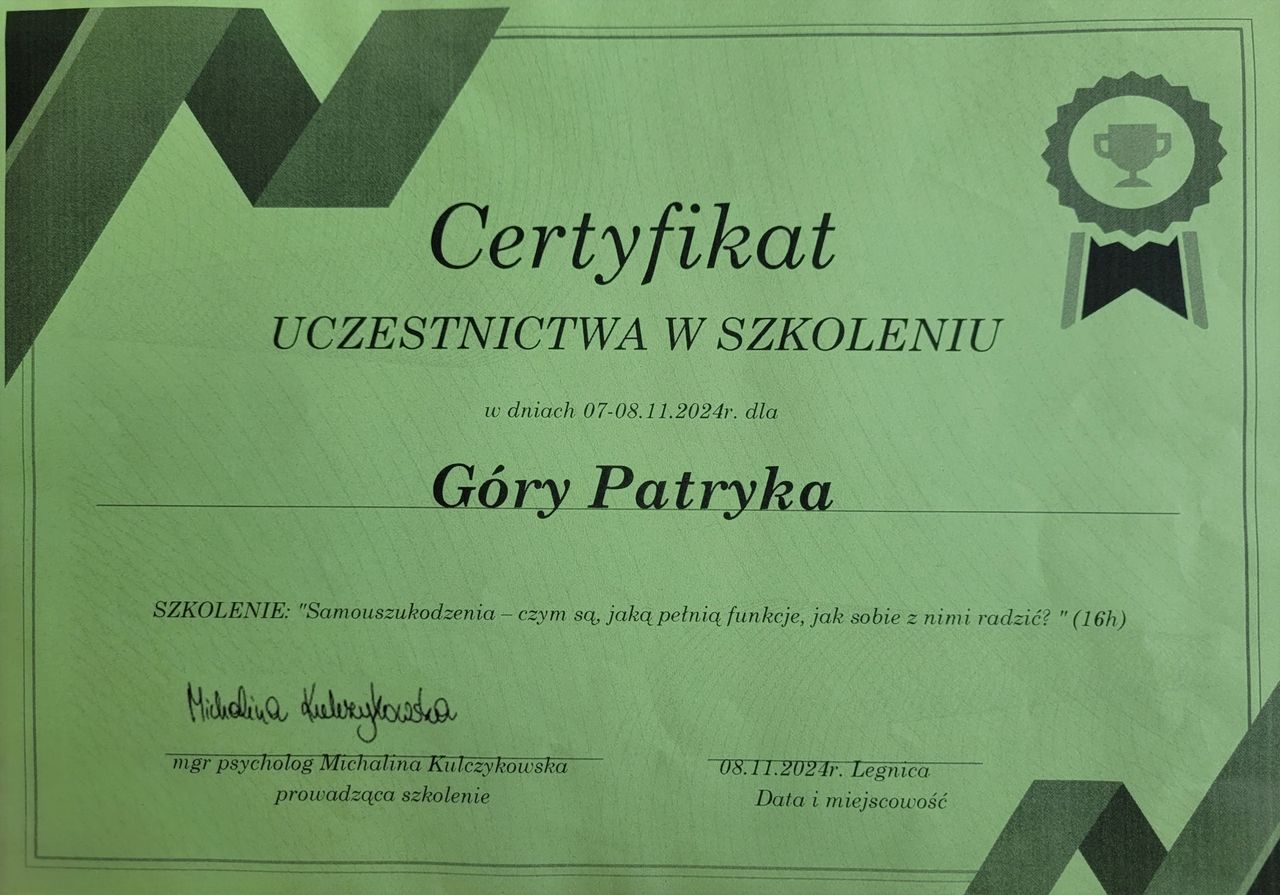 Certyfikat
UCZESTNICTWA W SZKOLENIU
w dniach 07-08.11.2024r. dla
Góry Patryka
SZKOLENIE: "Samouszukodzenia – czym są, jaką pełnią funkcje, jak sobie z nimi radzić? " (16h)
Michalina Kulczykowska
mgr psycholog Michalina Kulczykowska
prowadząca szkolenie
08.11.2024r. Legnica
Data i miejscowość